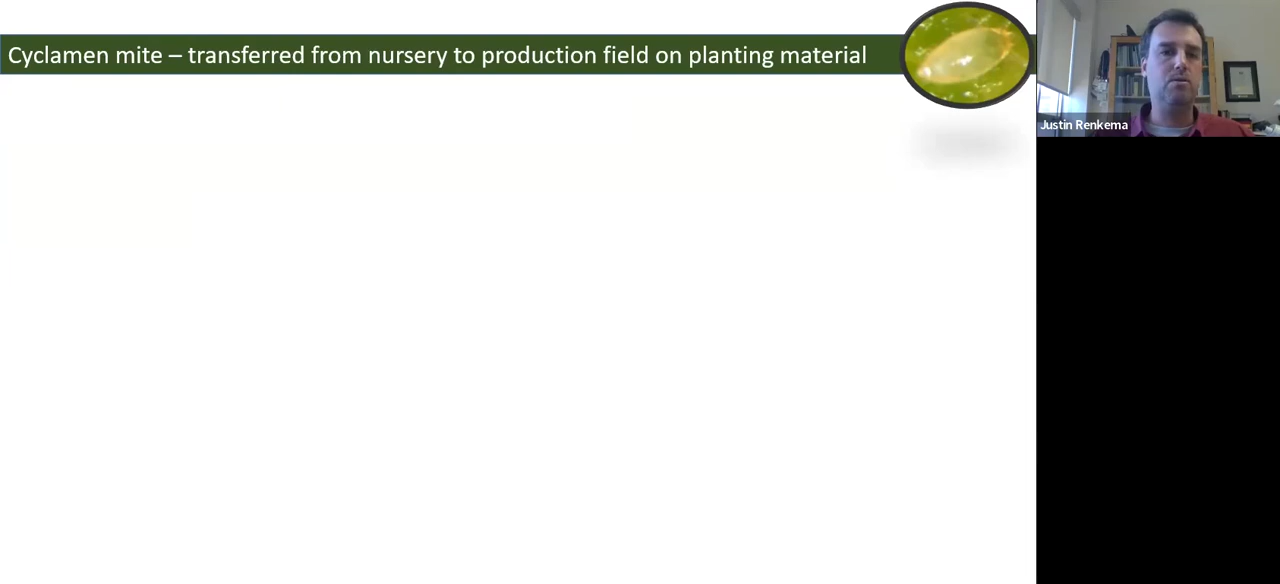 Cyclamen mite – transferred from nursery to production field on planting material
Justin Renkema